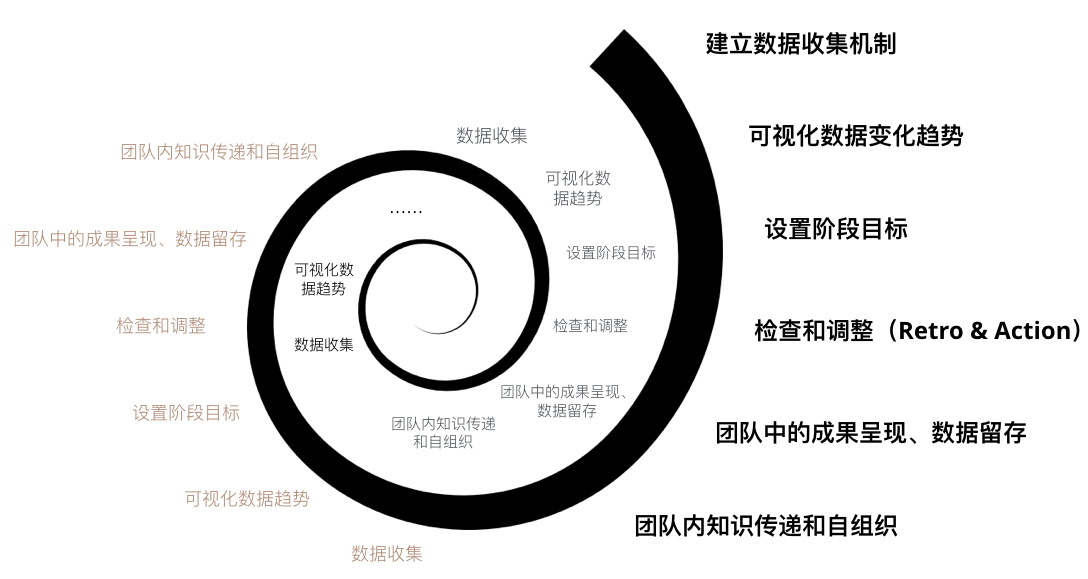 建立数据收集机制
可视化数据变化趋势
设置阶段目标
检查和调整（Retro & Action）
团队中的成果呈现、数据留存
团队内知识传递和自组织
数据收集
可视化数据趋势
设置阶段目标
检查和调整
团队中的成果呈现、数据留存
团队内知识传递和自组织
数据收集
可视化数
据趋势
设置阶段目标
检查和调整
团队中的成果呈现、
数据留存
团队内知识传递
和自组织
数据收集
可视化数
据趋势
......